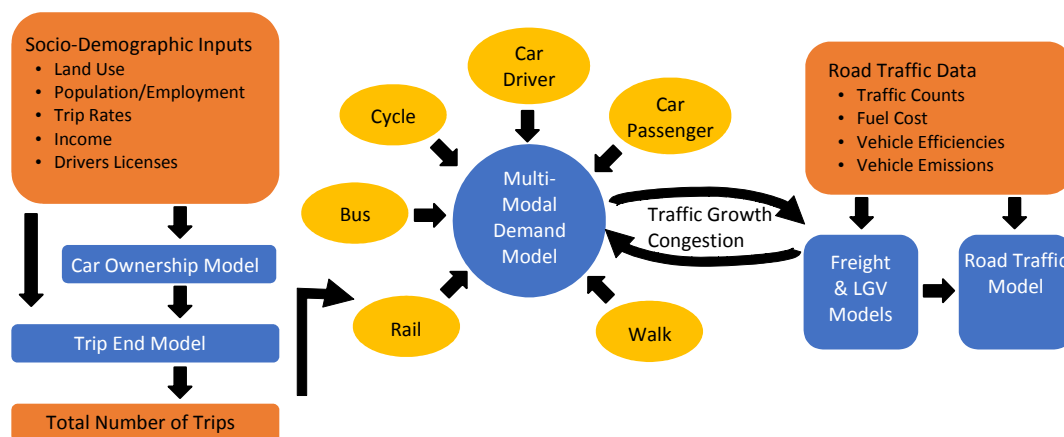 Socio-Demographic Inputs
• Land Use
• Population/Employment
• Trip Rates
• Income
• Drivers Licenses
Car Ownership Model
Trip End Model
Total Number of Trips
Car
Driver
Cycle
Car
Passenger
Bus
Rail
Walk
Multi-
Modal
Demand
Model
Traffic Growth
Congestion
Road Traffic Data
• Traffic Counts
• Fuel Cost
• Vehicle Efficiencies
• Vehicle Emissions
Freight
& LGV
Models
Road Traffic
Model